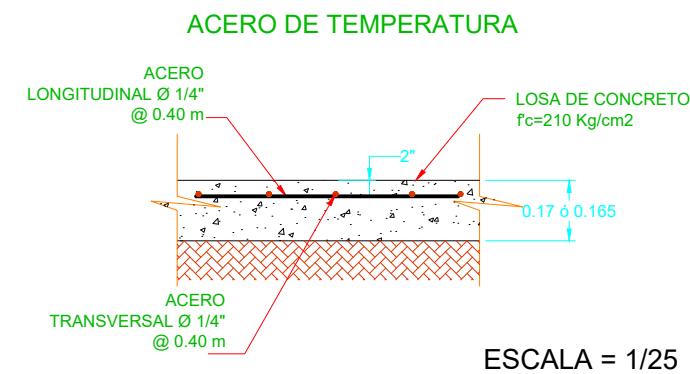 ACERO DE TEMPERATURA
ACERO
LONGITUDINAL Ø 1/4"
@ 0.40 m
LOSA DE CONCRETO
f'c=210 Kg/cm2
2"
0.17 ó 0.165
ACERO
TRANSVERSAL Ø 1/4"
@ 0.40 m
ESCALA = 1/25